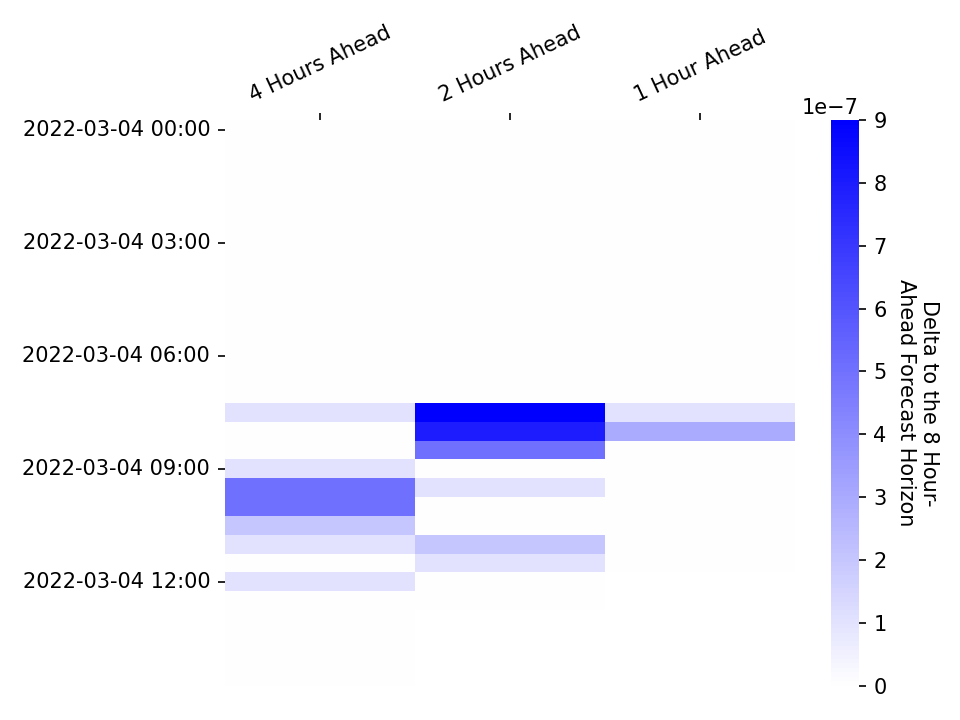 4 Hours Ahead
2 Hours Ahead
1 Hour Ahead
1e−7
2022-03-04 00:00
2022-03-04 03:00
2022-03-04 06:00
2022-03-04 09:00
2022-03-04 12:00
9
8
7
6
5
4
3
2
1
0
Delta to the 8 Hour-
Ahead Forecast Horizon